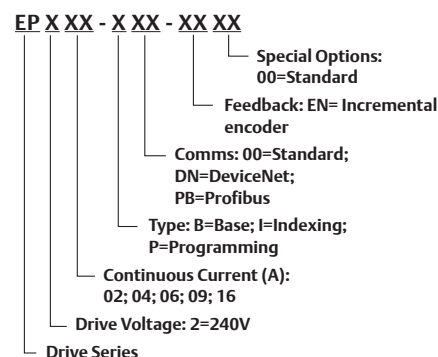 EP X XX - X XX - XX XX
Special Options:
00=Standard
Feedback: EN= Incremental
encoder
Comms: 00=Standard;
DN=DeviceNet;
PB=Profibus
Type: B=Base; I=Indexing;
P=Programming
Continuous Current (A):
02; 04; 06; 09; 16
Drive Voltage: 2=240V
Drive Series